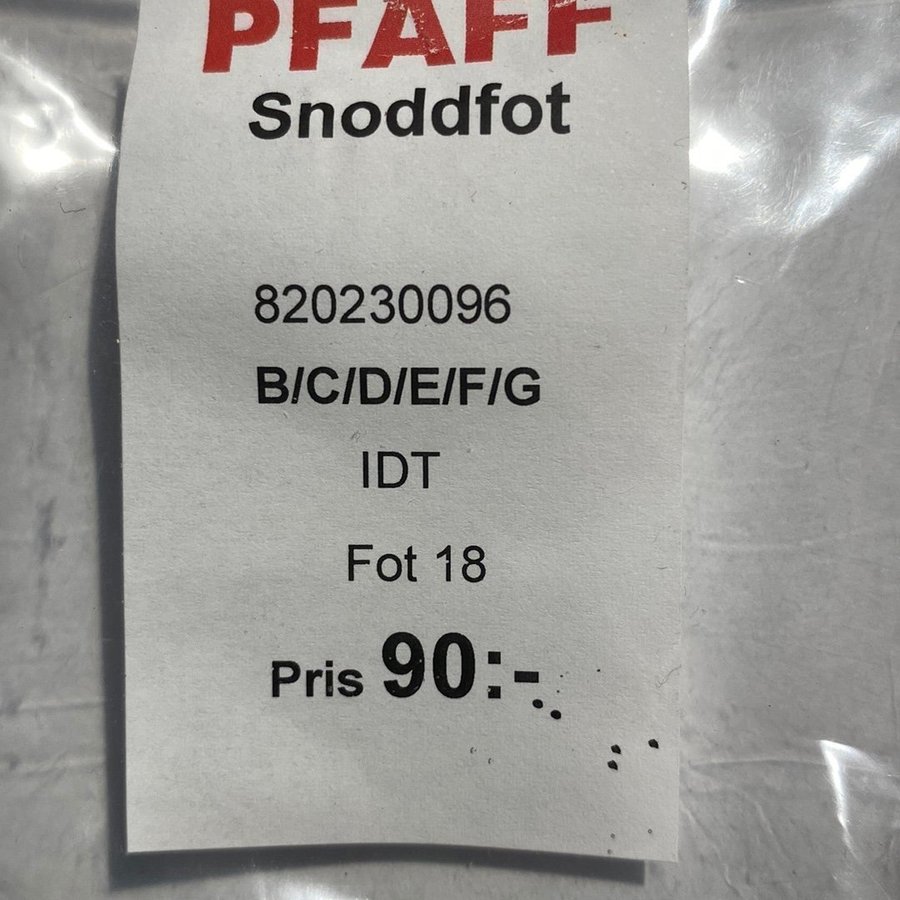 PFAFF
Snoddfot
820230096
B/C/D/E/F/G
IDT
Fot 18
Pris 90:-